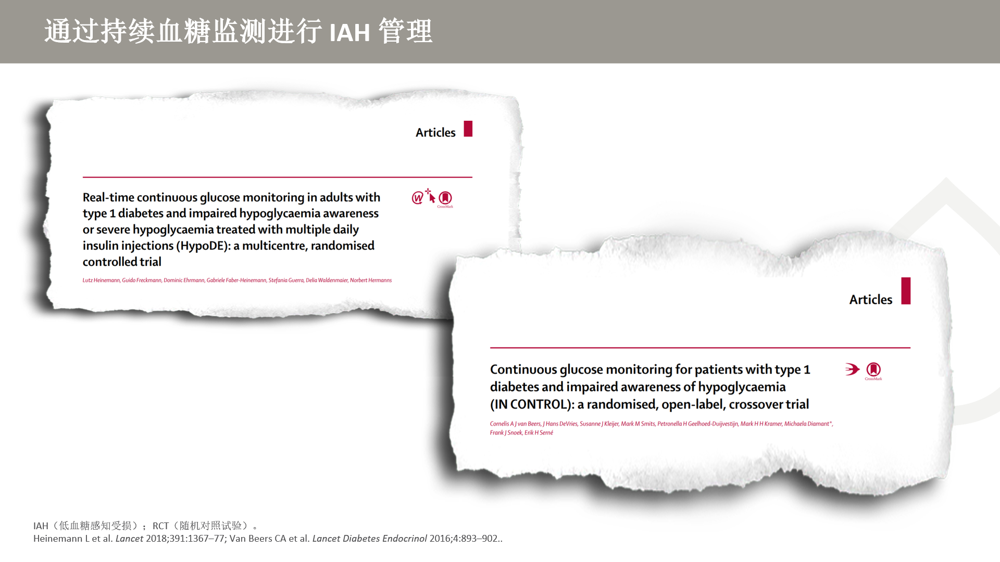 通过持续血糖监测进行 IAH 管理
Articles
Real-time continuous glucose monitoring in adults with
type 1 diabetes and impaired hypoglycaemia awareness
or severe hypoglycaemia treated with multiple daily
insulin injections (HypoDE): a multicentre, randomised
controlled trial
W
CrossMark
Lutz Heinemann, Guido Freckmann, Dominic Ehrmann, Gabriele Faber-Heinemann, Stefania Guerra, Delia Waldenmaier, Norbert Hermanns
Articles
Continuous glucose monitoring for patients with type 1
diabetes and impaired awareness of hypoglycaemia
(IN CONTROL): a randomised, open-label, crossover trial
CrossMark
Cornelis A J van Beers, J Hans DeVries, Susanne J Kleijer, Mark M Smits, Petronella H Geelhoed-Duijvestijn, Mark H H Kramer, Michaela Diamant*,
Frank J Snoek, Erik H Serné
IAH（低血糖感知受损）；RCT（随机对照试验）。
Heinemann L et al. Lancet 2018;391:1367–77; Van Beers CA et al. Lancet Diabetes Endocrinol 2016;4:893–902..